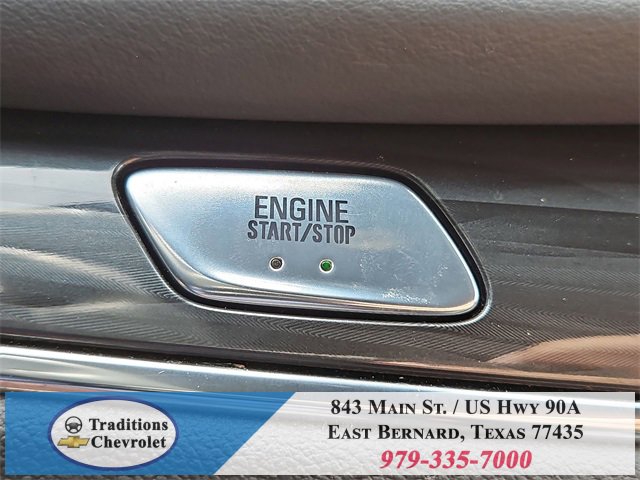 ENGINE
START/STOP
Traditions
Chevrolet
843 Main St. / US Hwy 90A
East Bernard, Texas 77435
979-335-7000